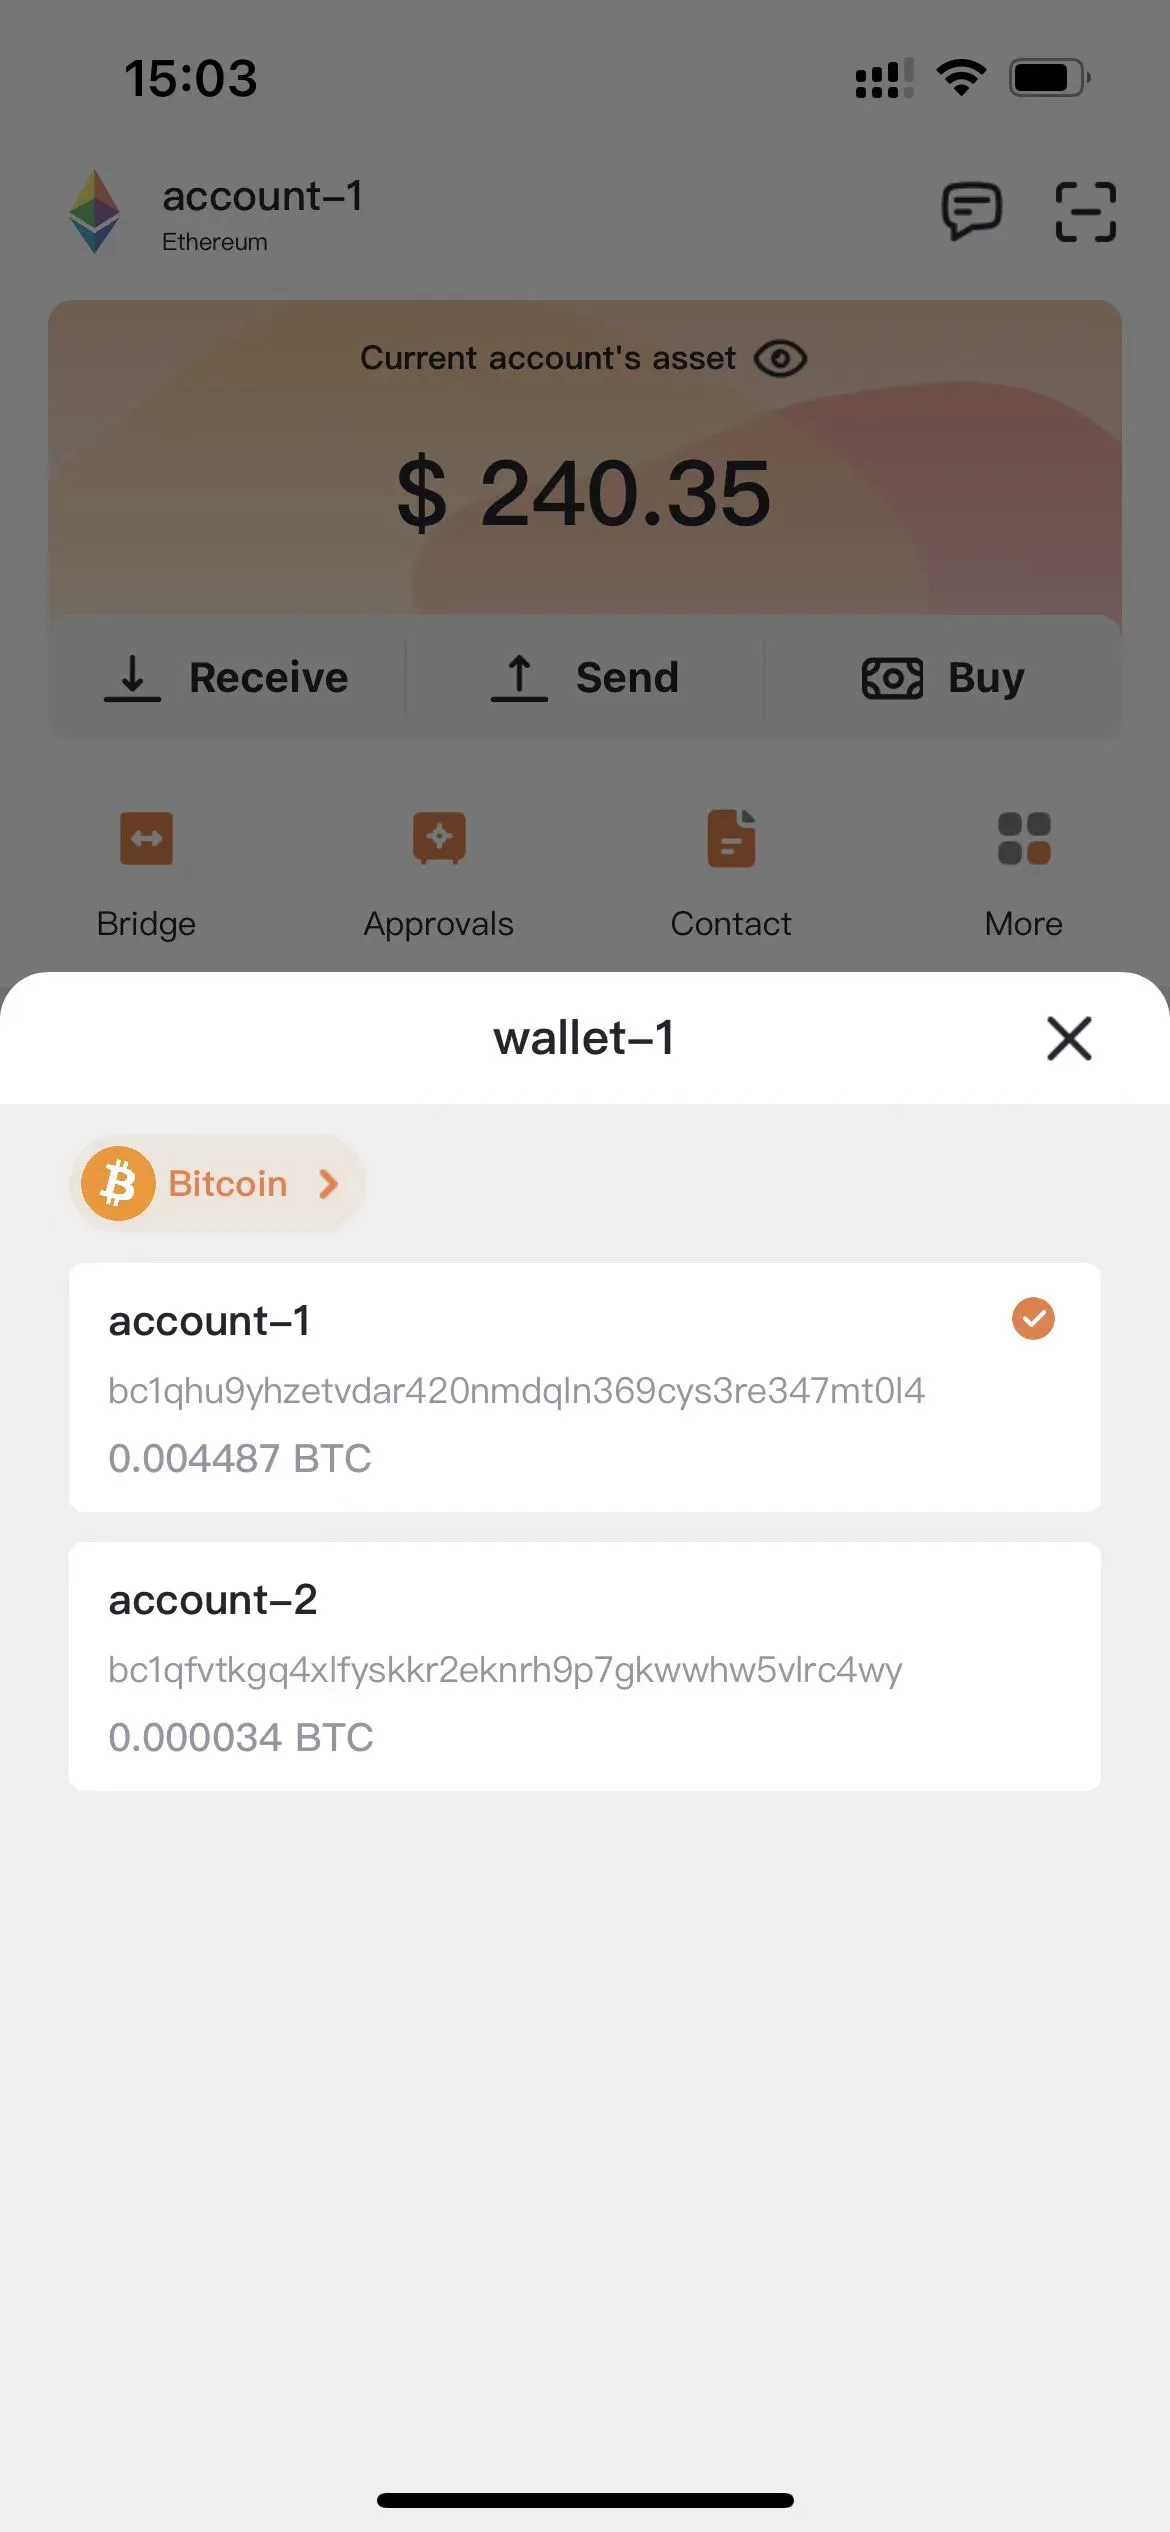 15:03
account-1
Ethereum
Current account's asset
$ 240.35
Receive
Send
Buy
Bridge
Approvals
Contact
More
wallet-1
Bitcoin
account-1
bc1qhu9yhzetvdar420nmdqln369cys3re347mt0l4
0.004487 BTC
account-2
bc1qfvtkgq4xlfyskkr2eknrh9p7gkwwhw5vlrc4wy
0.000034 BTC